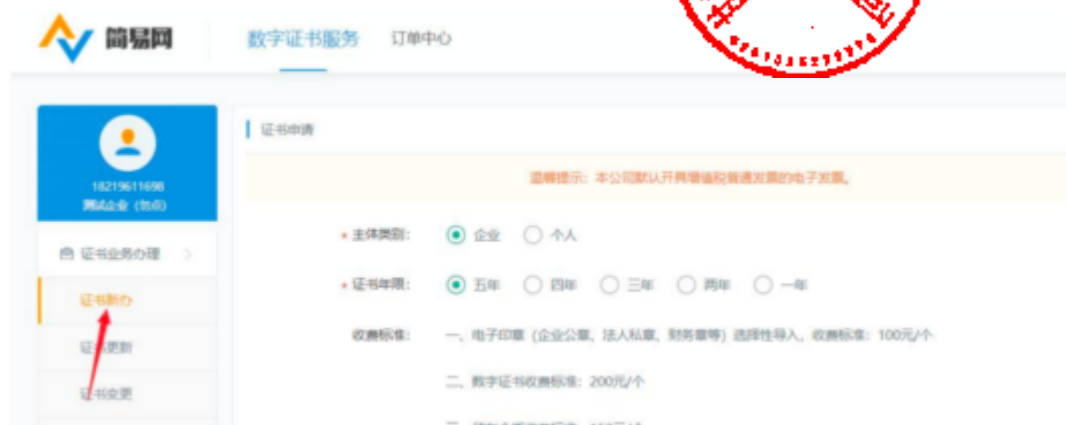 简易网
数字证书服务 订单中心
证书申请
温馨提示：本公司默认开具增值税普通发票的电子发票。
18219611698
测试企业（勿点）
* 主体类别： 企业 个人
证书业务办理
* 证书年限： 五年 四年 三年 两年 一年
证书新办
收费标准： 一、电子印章（企业公章、法人私章、财务章等）选择性导入，收费标准：100元/个
证书更新
二、数字证书收费标准：200元/个
证书变更